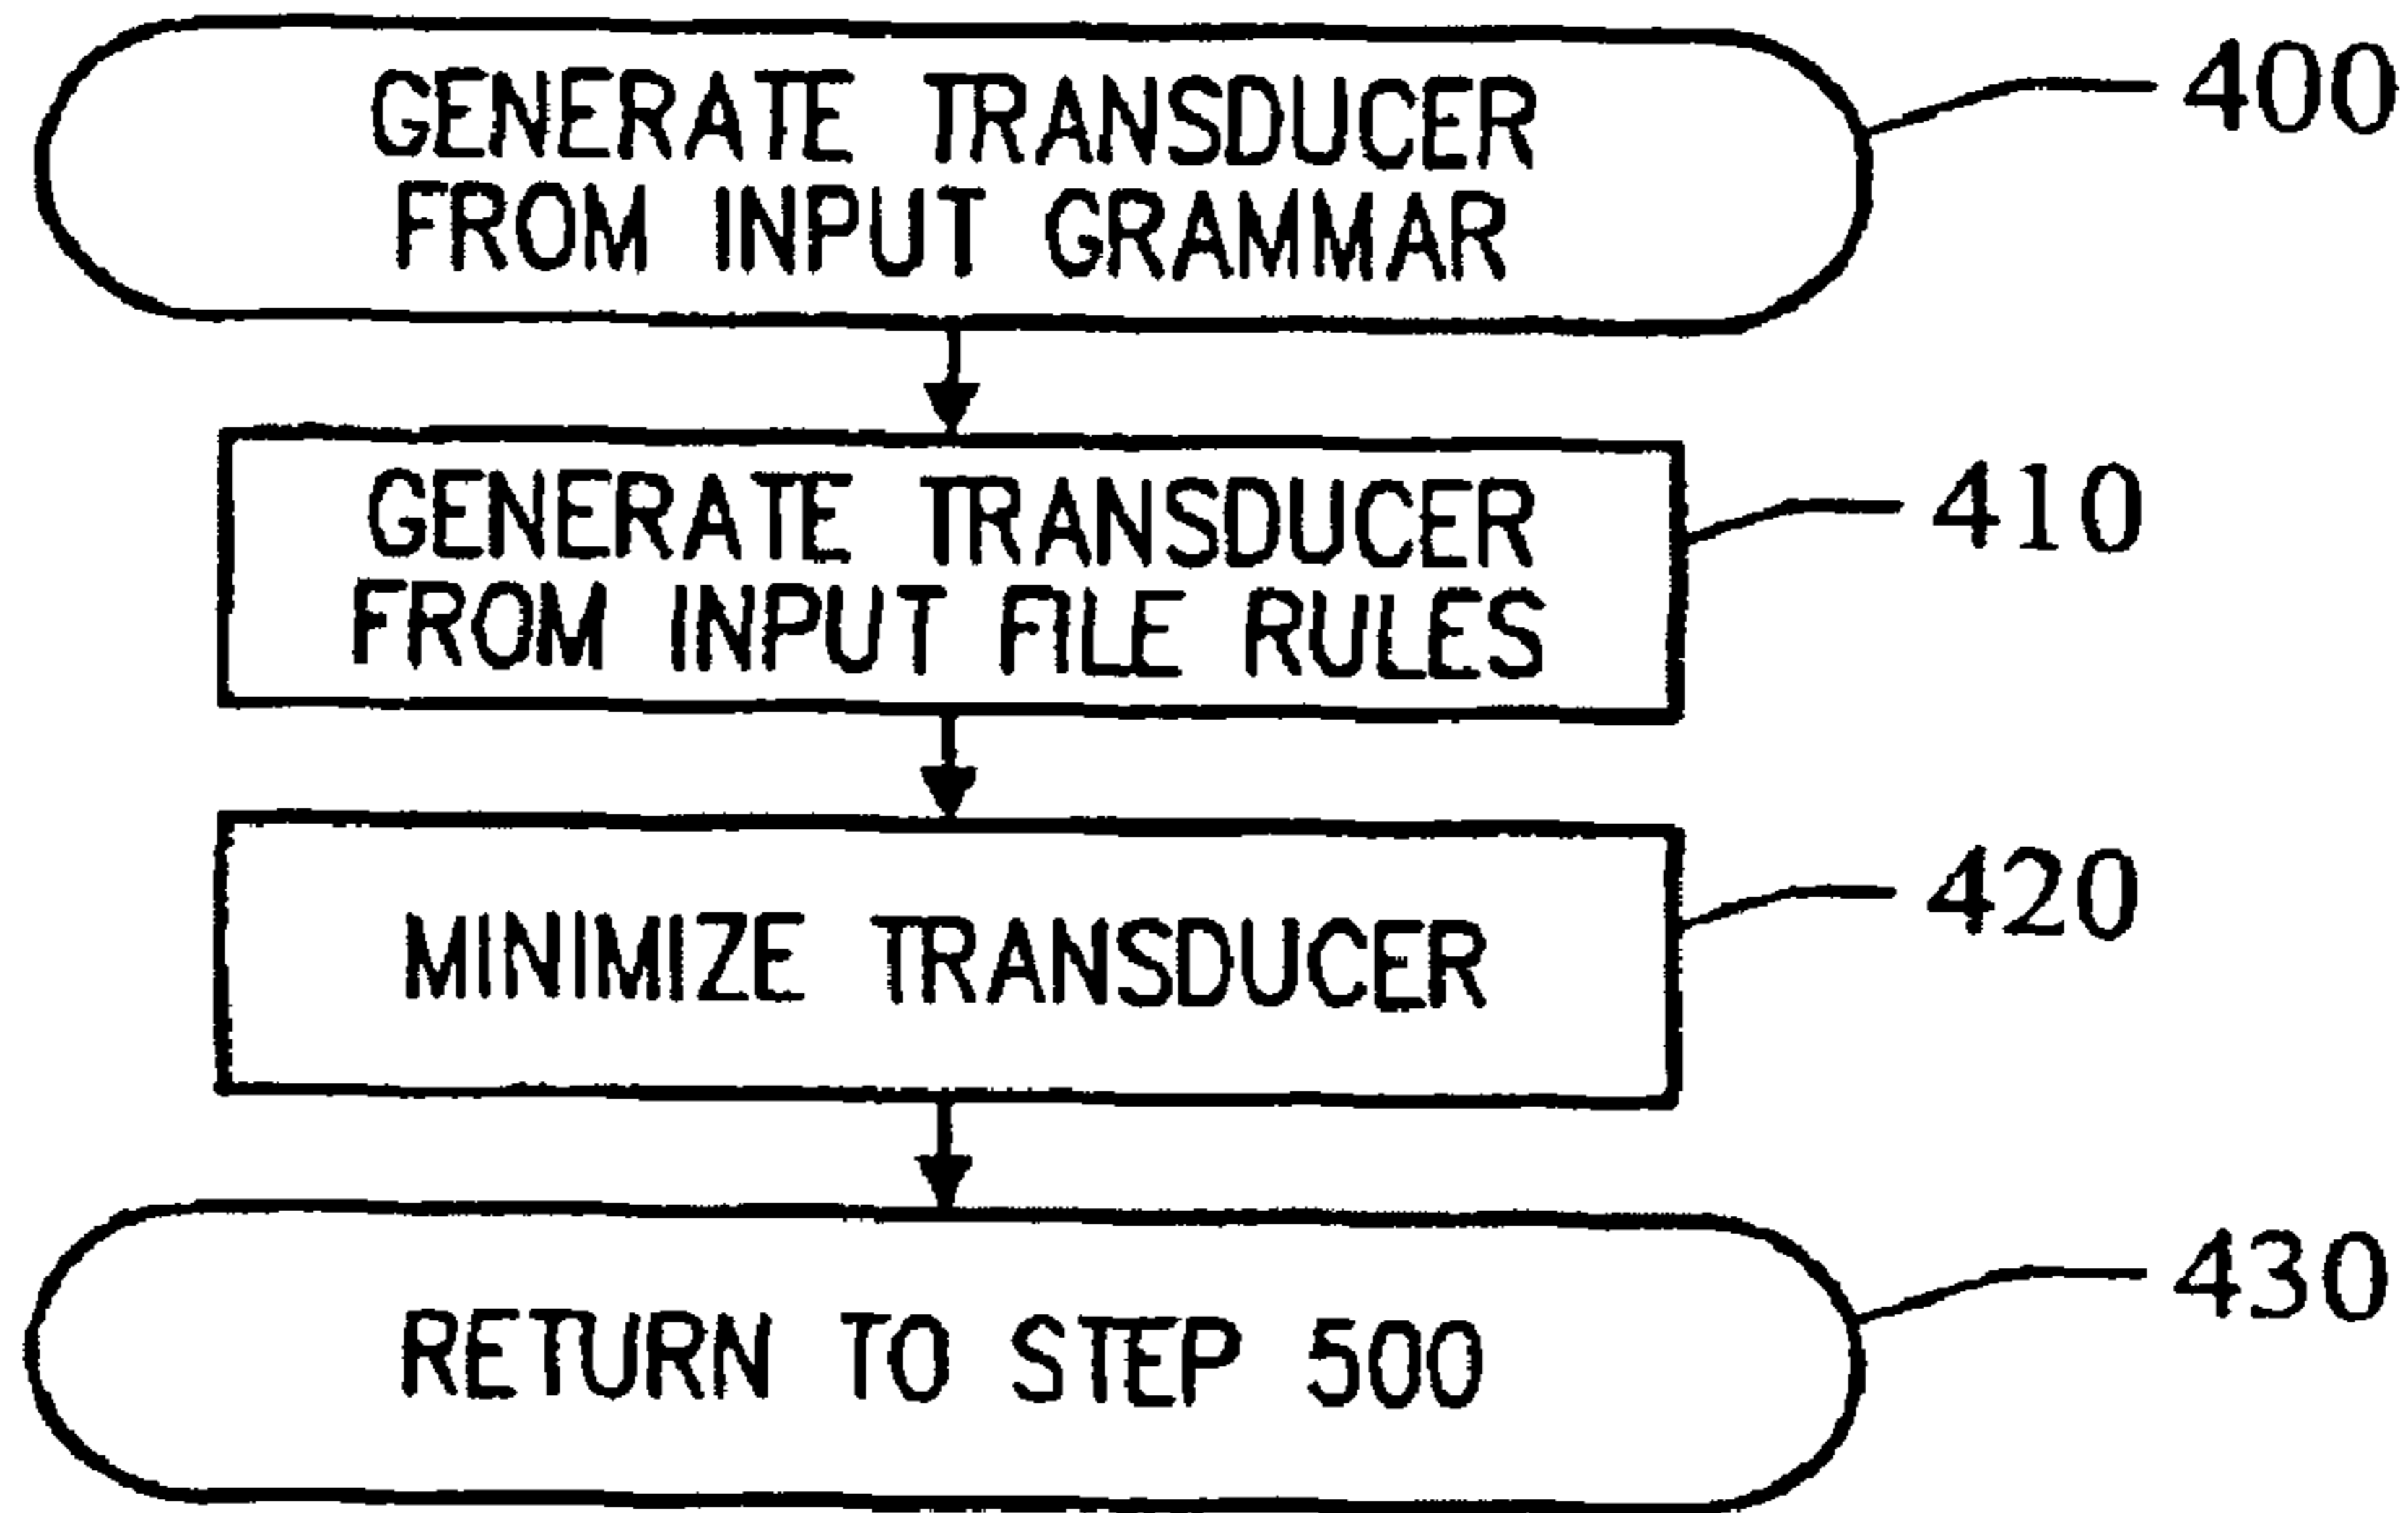 GENERATE TRANSDUCER
FROM INPUT GRAMMAR
400
GENERATE TRANSDUCER
FROM INPUT FILE RULES
410
MINIMIZE TRANSDUCER
420
RETURN TO STEP 500
430